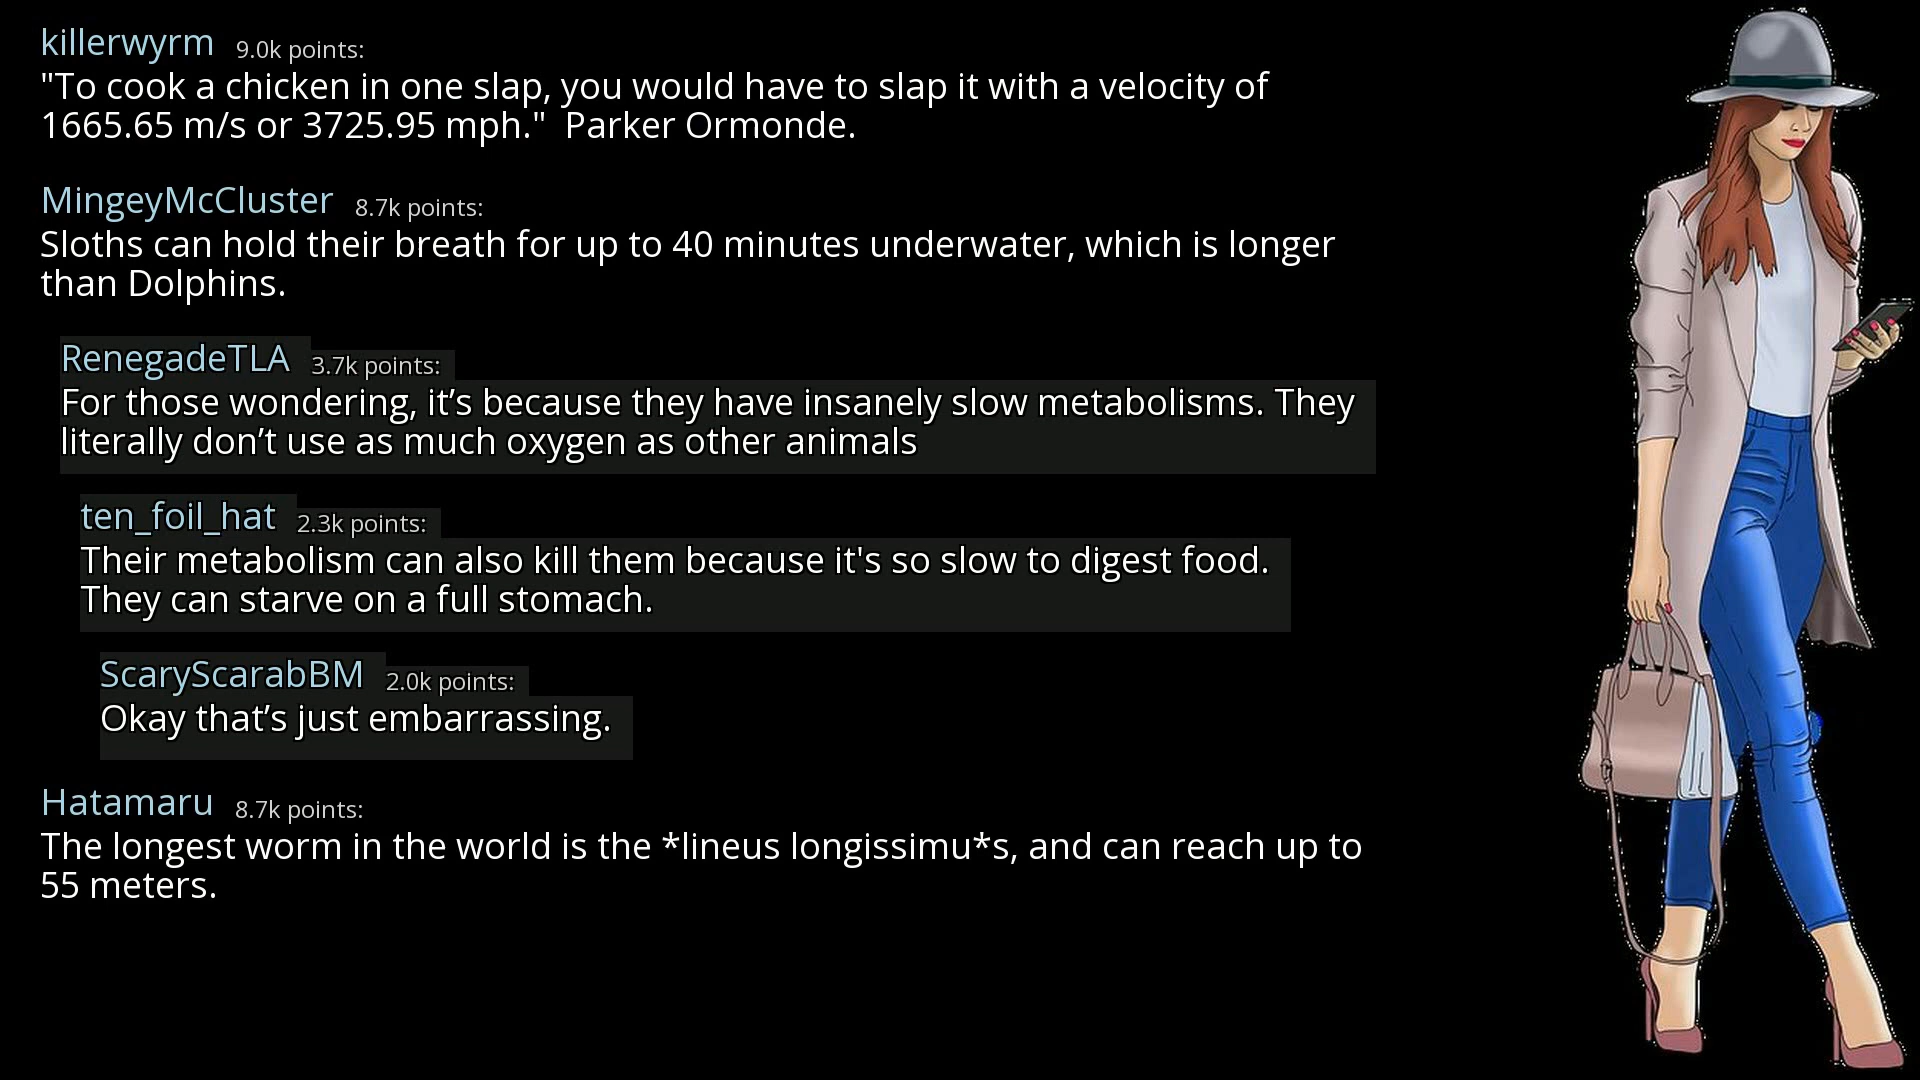 killerwyrm 9.0k points:
"To cook a chicken in one slap, you would have to slap it with a velocity of
1665.65 m/s or 3725.95 mph."  Parker Ormonde.
MingeyMcCluster 8.7k points:
Sloths can hold their breath for up to 40 minutes underwater, which is longer
than Dolphins.
RenegadeTLA 3.7k points:
For those wondering, it’s because they have insanely slow metabolisms. They
literally don’t use as much oxygen as other animals
ten_foil_hat 2.3k points:
Their metabolism can also kill them because it's so slow to digest food.
They can starve on a full stomach.
ScaryScarabBM 2.0k points:
Okay that’s just embarrassing.
Hatamaru 8.7k points:
The longest worm in the world is the *lineus longissimu*s, and can reach up to
55 meters.